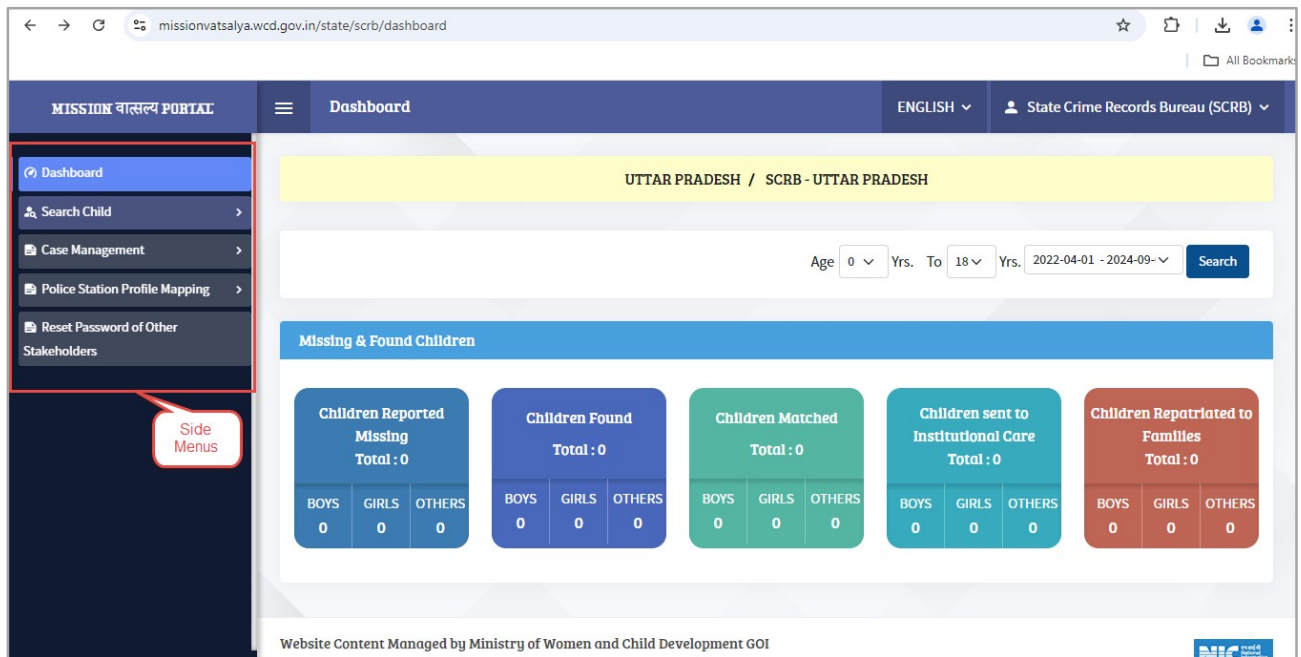 missionvatsalya.wcd.gov.in/state/scrb/dashboard
All Bookmarks
MISSION वात्सल्य PORTAL
Dashboard
ENGLISH
State Crime Records Bureau (SCRB)
Dashboard
Search Child
Case Management
Police Station Profile Mapping
Reset Password of Other
Stakeholders
Side
Menus
UTTAR PRADESH / SCRB - UTTAR PRADESH
Age 0 Yrs. To 18 Yrs. 2022-04-01 - 2024-09- Search
Missing & Found Children
Children Reported
Missing
Total : 0
BOYS GIRLS OTHERS
0 0 0
Children Found
Total : 0
BOYS GIRLS OTHERS
0 0 0
Children Matched
Total : 0
BOYS GIRLS OTHERS
0 0 0
Children sent to
Institutional Care
Total : 0
BOYS GIRLS OTHERS
0 0 0
Children Repatriated to
Families
Total : 0
BOYS GIRLS OTHERS
0 0 0
Website Content Managed by Ministry of Women and Child Development GOI
NIC